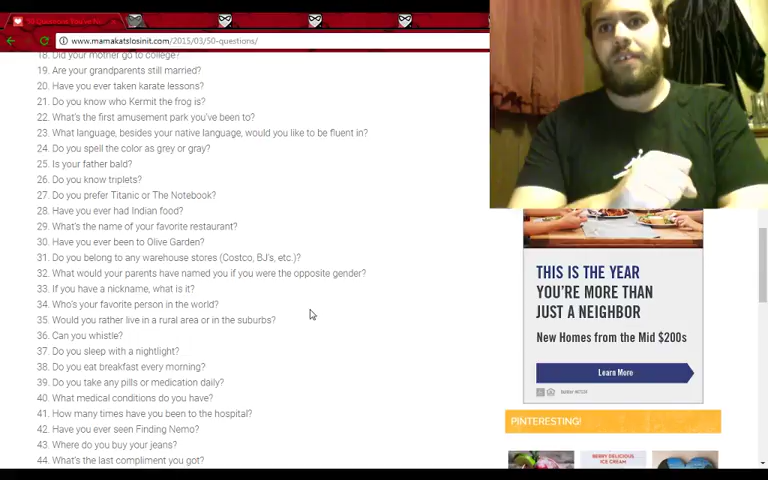 50 Questions You've
www.mamakatslosinit.com/2015/03/50-questions/
18. Did your mother go to college?
19. Are your grandparents still married?
20. Have you ever taken karate lessons?
21. Do you know who Kermit the frog is?
22. What's the first amusement park you've been to?
23. What language, besides your native language, would you like to be fluent in?
24. Do you spell the color as grey or gray?
25. Is your father bald?
26. Do you know triplets?
27. Do you prefer Titanic or The Notebook?
28. Have you ever had Indian food?
29. What's the name of your favorite restaurant?
30. Have you ever been to Olive Garden?
31. Do you belong to any warehouse stores (Costco, BJ's, etc.)?
32. What would your parents have named you if you were the opposite gender?
33. If you have a nickname, what is it?
34. Who's your favorite person in the world?
35. Would you rather live in a rural area or in the suburbs?
36. Can you whistle?
37. Do you sleep with a nightlight?
38. Do you eat breakfast every morning?
39. Do you take any pills or medication daily?
40. What medical conditions do you have?
41. How many times have you been to the hospital?
42. Have you ever seen Finding Nemo?
43. Where do you buy your jeans?
44. What's the last compliment you got?
THIS IS THE YEAR
YOU'RE MORE THAN
JUST A NEIGHBOR
New Homes from the Mid $200s
Learn More
PINTERESTING!
BERRY DELICIOUS
ICE CREAM